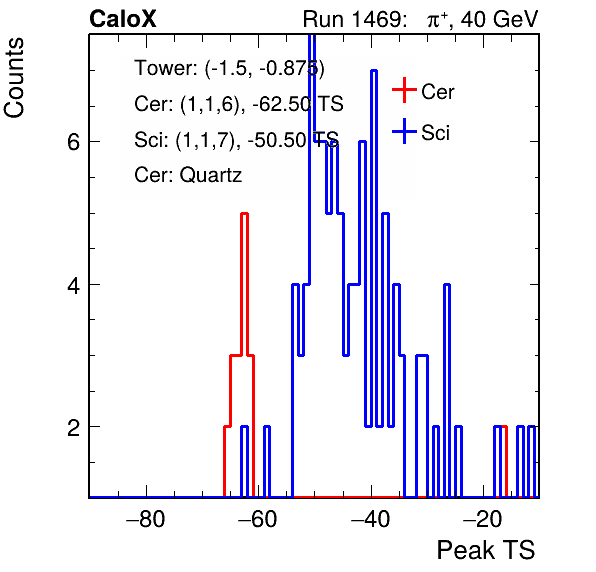 CaloX Run 1469: π⁺, 40 GeV
Counts
Tower: (-1.5, -0.875)
Cer: (1,1,6), -62.50 TS
Sci: (1,1,7), -50.50 TS
Cer: Quartz
Cer
Sci
6
4
2
−80 −60 −40 −20
Peak TS